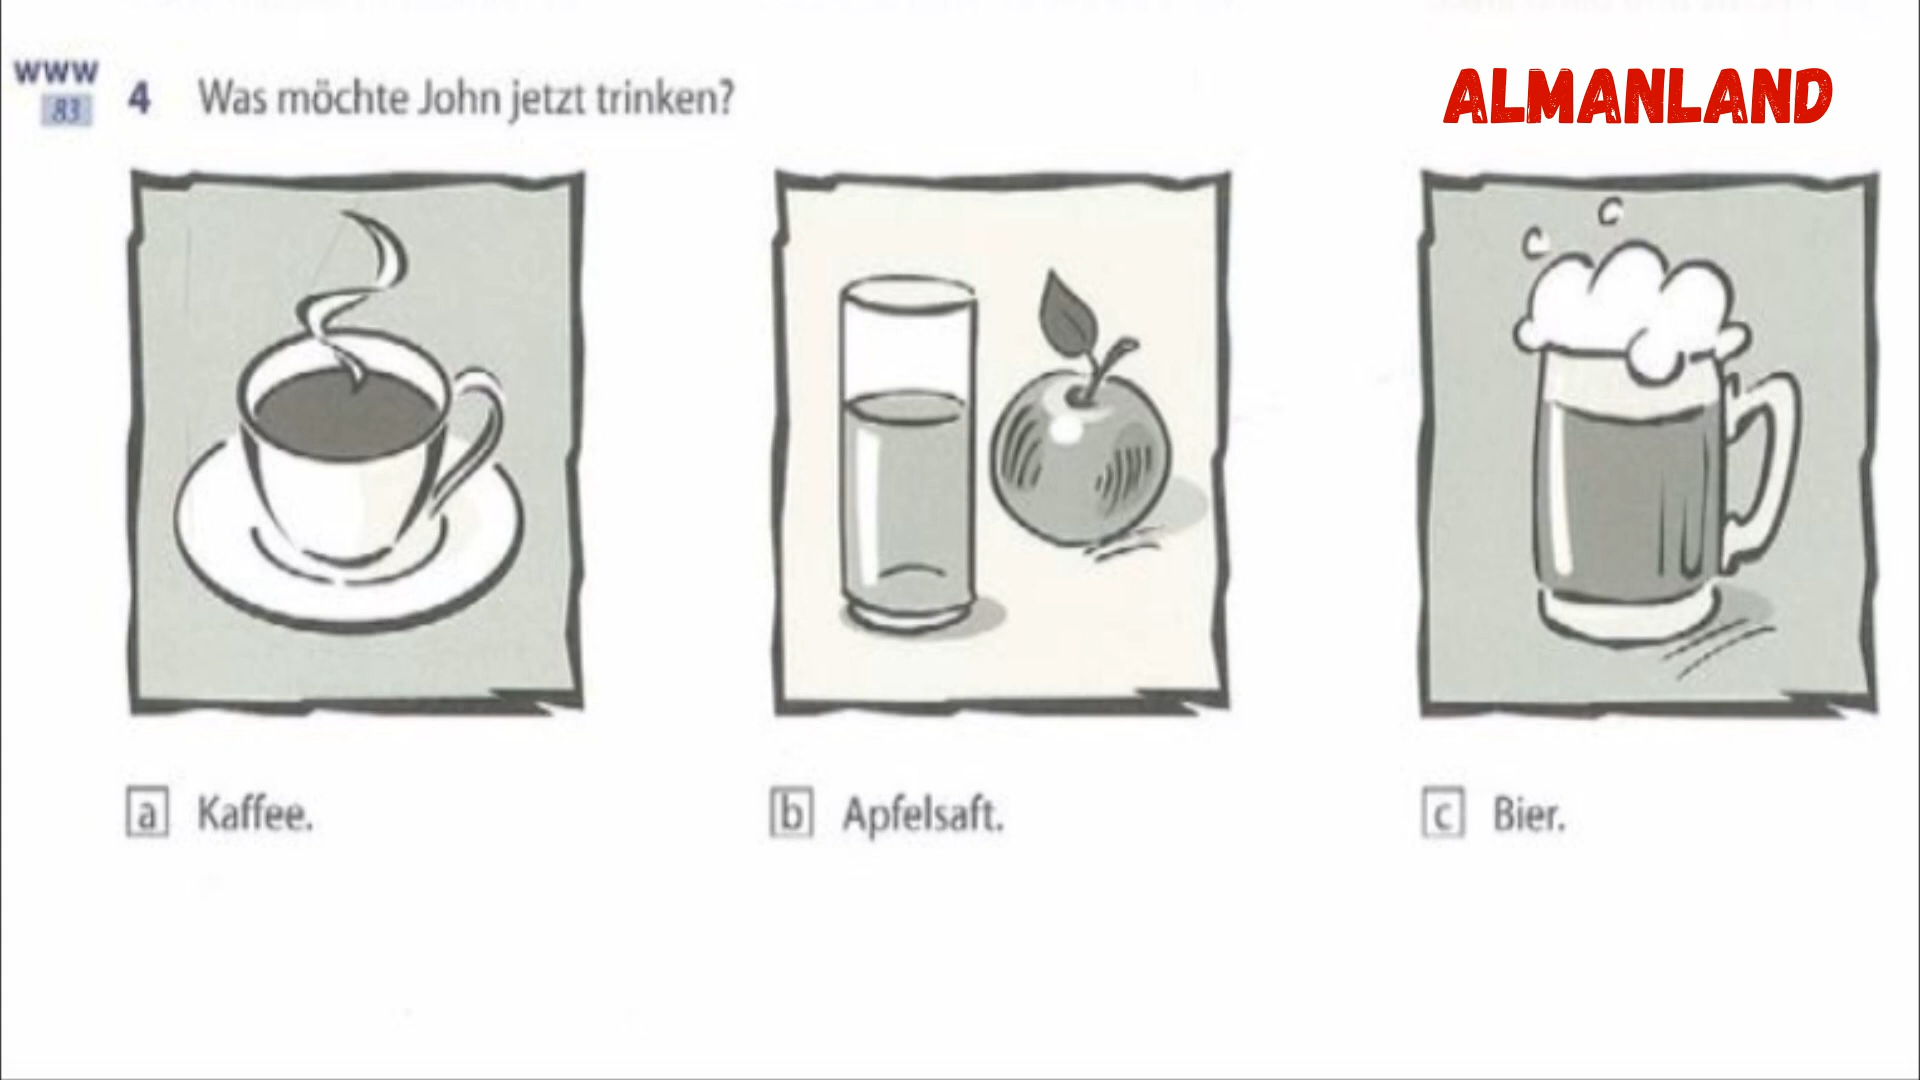 www
83
4 Was möchte John jetzt trinken?
ALMANLAND
a Kaffee.
b Apfelsaft.
c Bier.